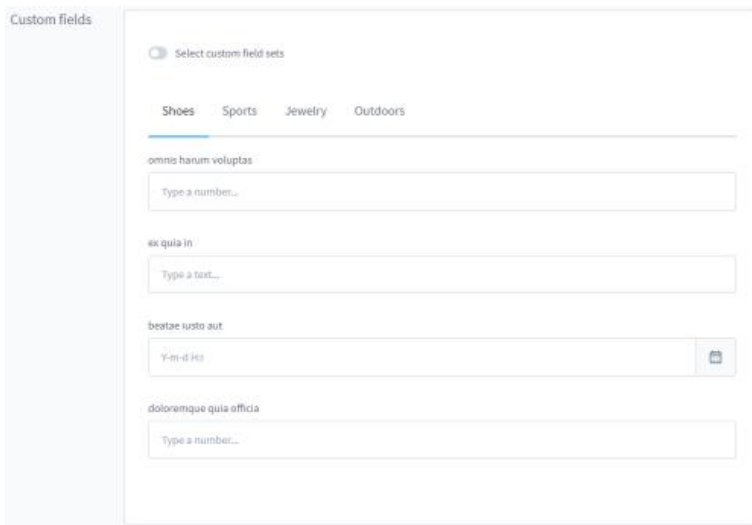 Custom fields
Select custom field sets
Shoes Sports Jewelry Outdoors
omnis harum voluptas
Type a number...
ex quia in
Type a text...
beatae iusto aut
Y-m-d H:i
doloremque quia officia
Type a number...